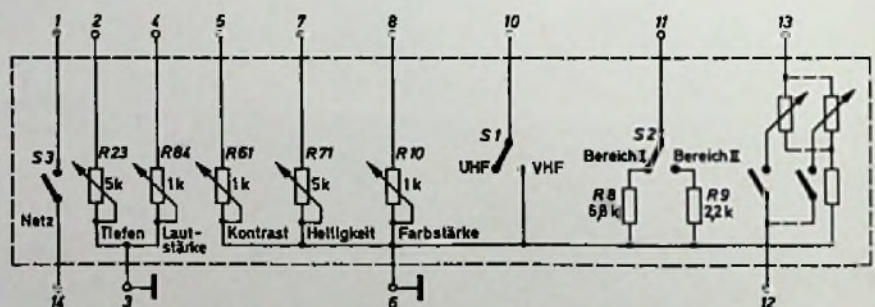 1 2 4 5 7 8 10 11 13
S3 R23 R84 R61 R71 R10 S1 S2
5k 1k 1k 5k 1k UHF VHF Bereich I Bereich II
R8 R9
6,8k 2,2k
Netz Tiefen Laut- Kontrast Helligkeit Farbstärke
stärke
14 3 6 12